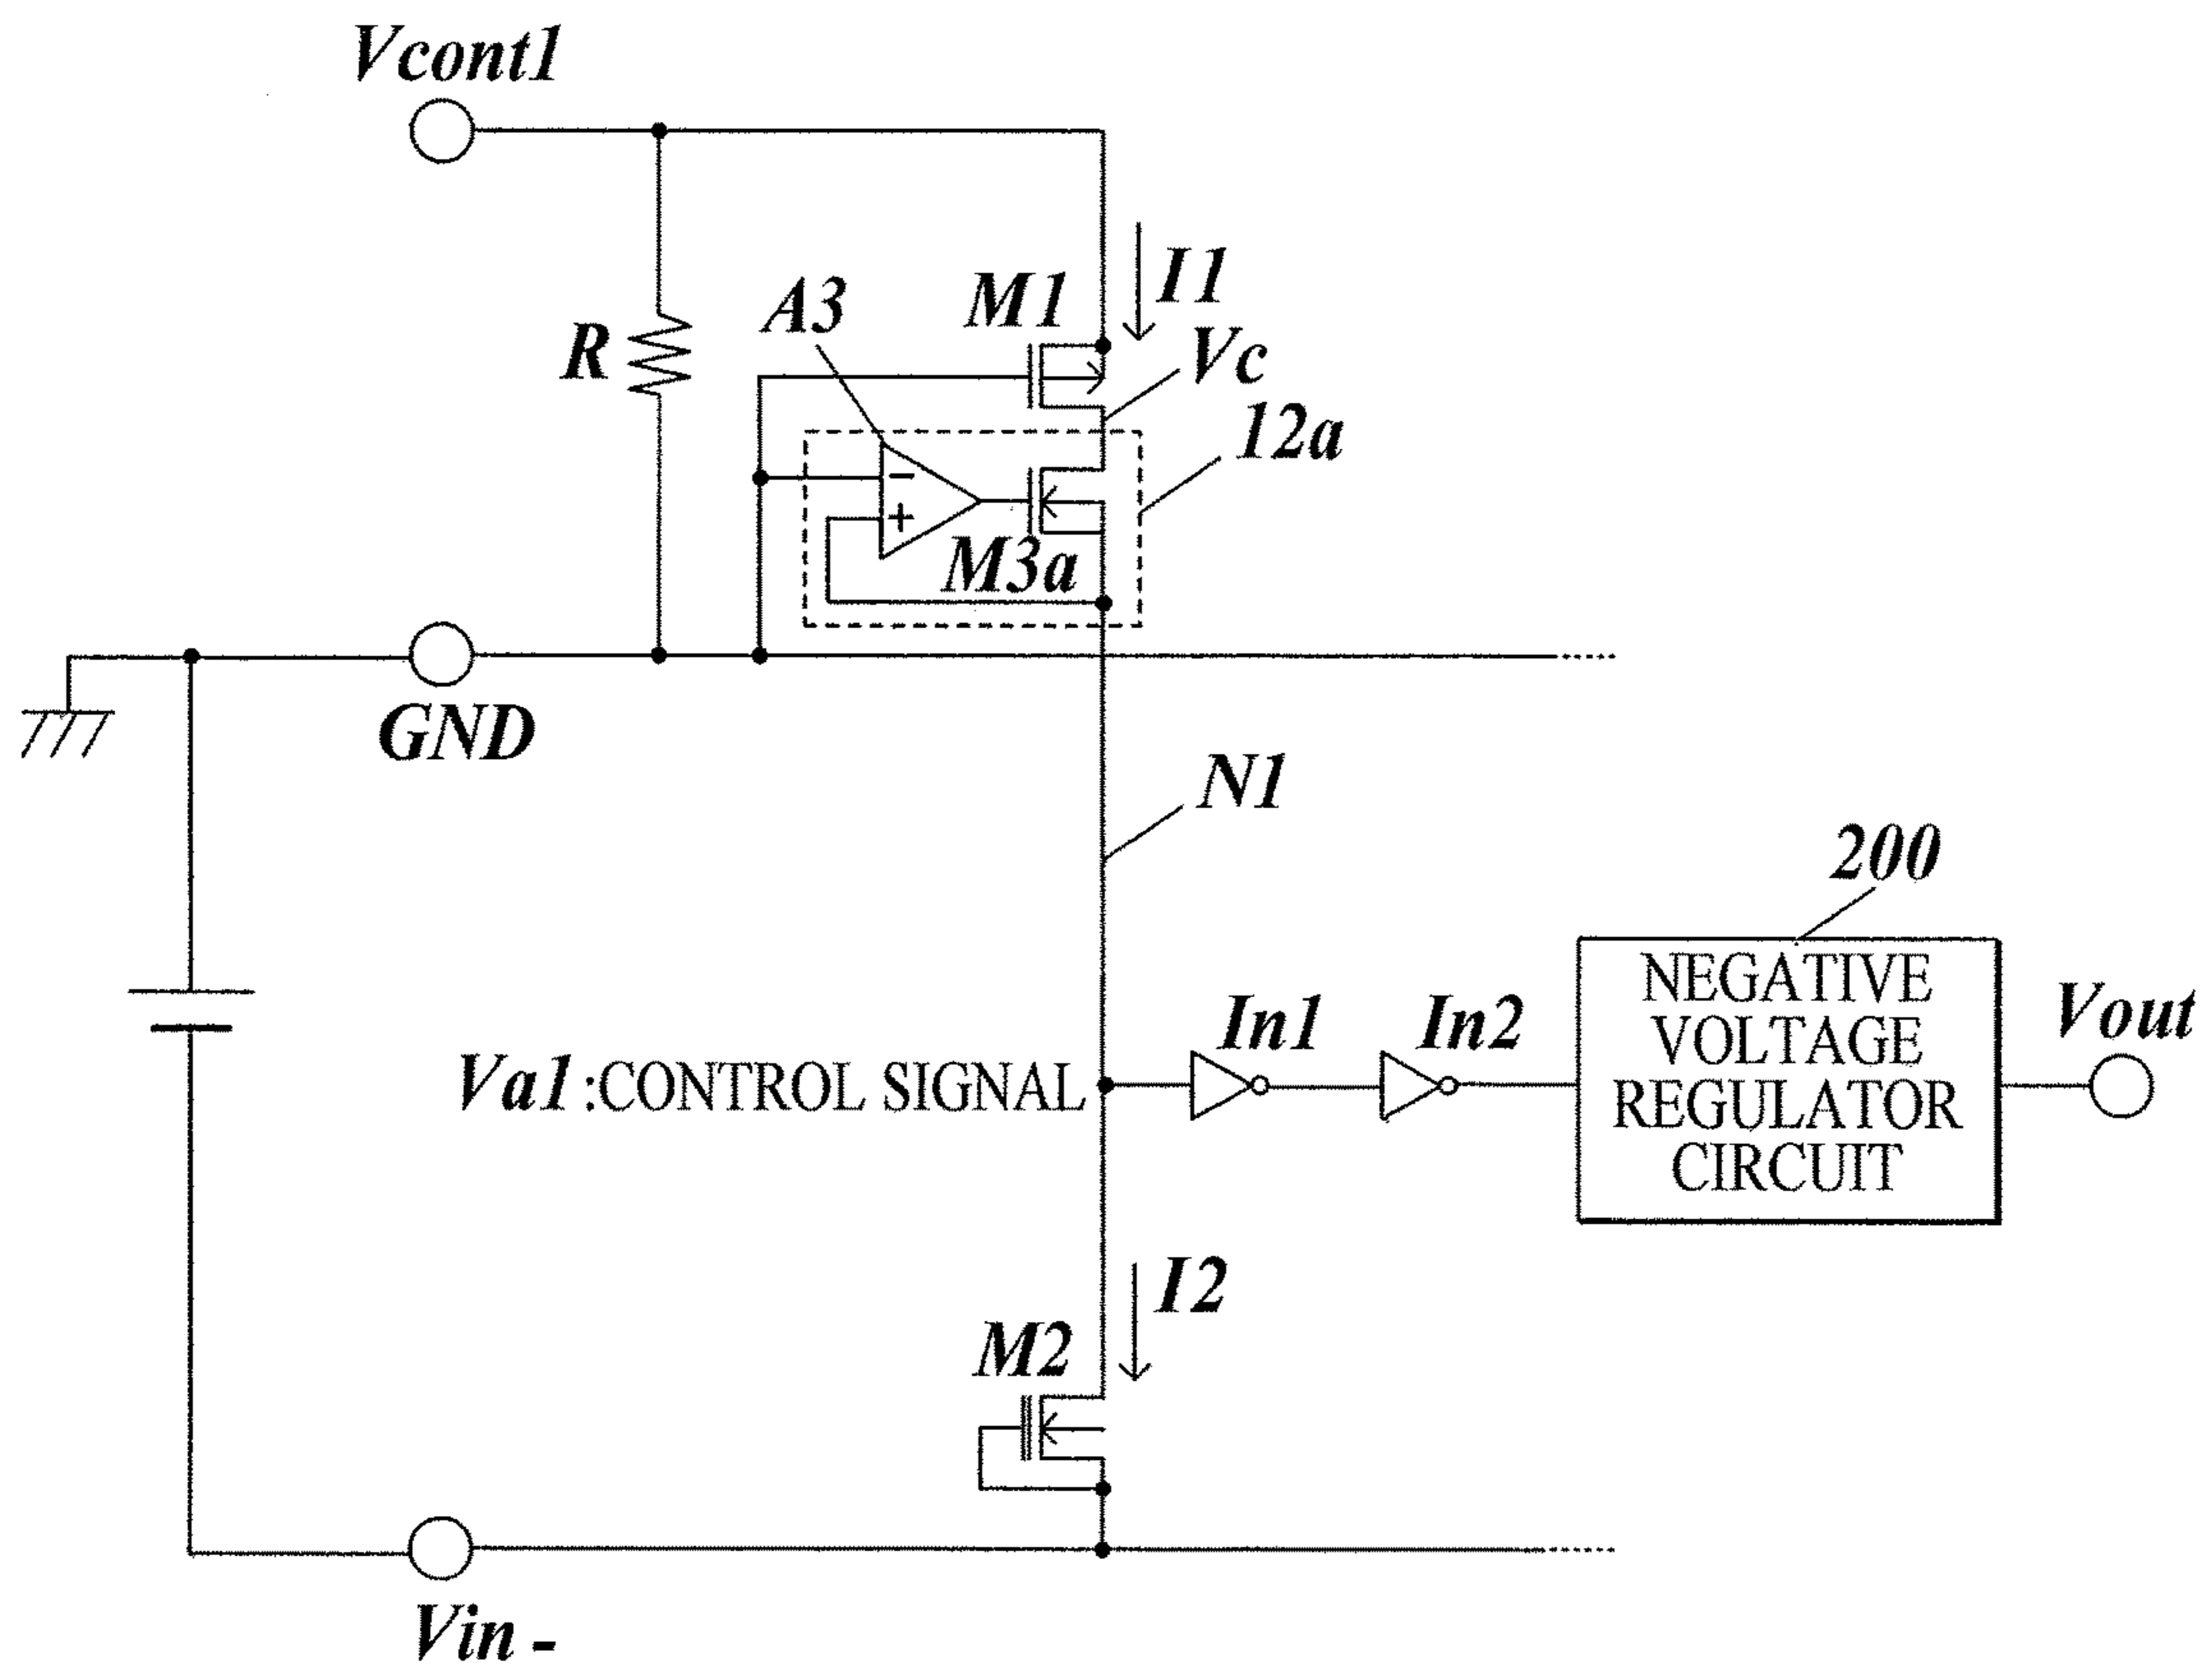 Vcont1
I1
M1
A3
R
Vc
12a
-
+
M3a
GND
N1
200
NEGATIVE
VOLTAGE
REGULATOR
CIRCUIT
In1
In2
Vout
Va1:CONTROL SIGNAL
I2
M2
Vin-